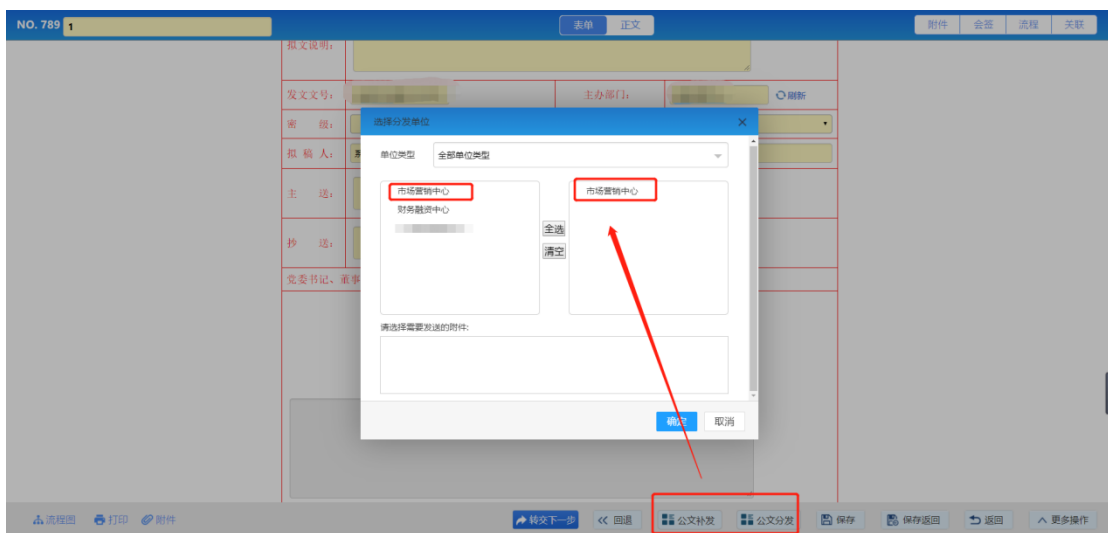 NO. 789 1 表单 正文 附件 会签 流程 关联
拟文说明：
发文文号： 主办部门： 刷新
选择分发单位 ×
密 级：
单位类型 全部单位类型
拟 稿 人：
市场营销中心 市场营销中心
主 送：
财务融资中心
全选
抄 送：
清空
党委书记、董事
请选择需要发送的附件:
确定 取消
流程图 打印 附件 转交下一步 回退 公文补发 公文分发 保存 保存返回 返回 更多操作